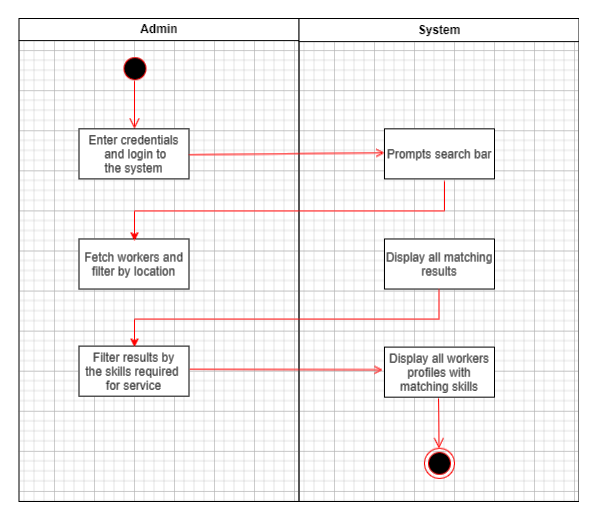 Admin
System
Enter credentials
and login to
the system
Prompts search bar
Fetch workers and
filter by location
Display all matching
results
Filter results by
the skills required
for service
Display all workers
profiles with
matching skills